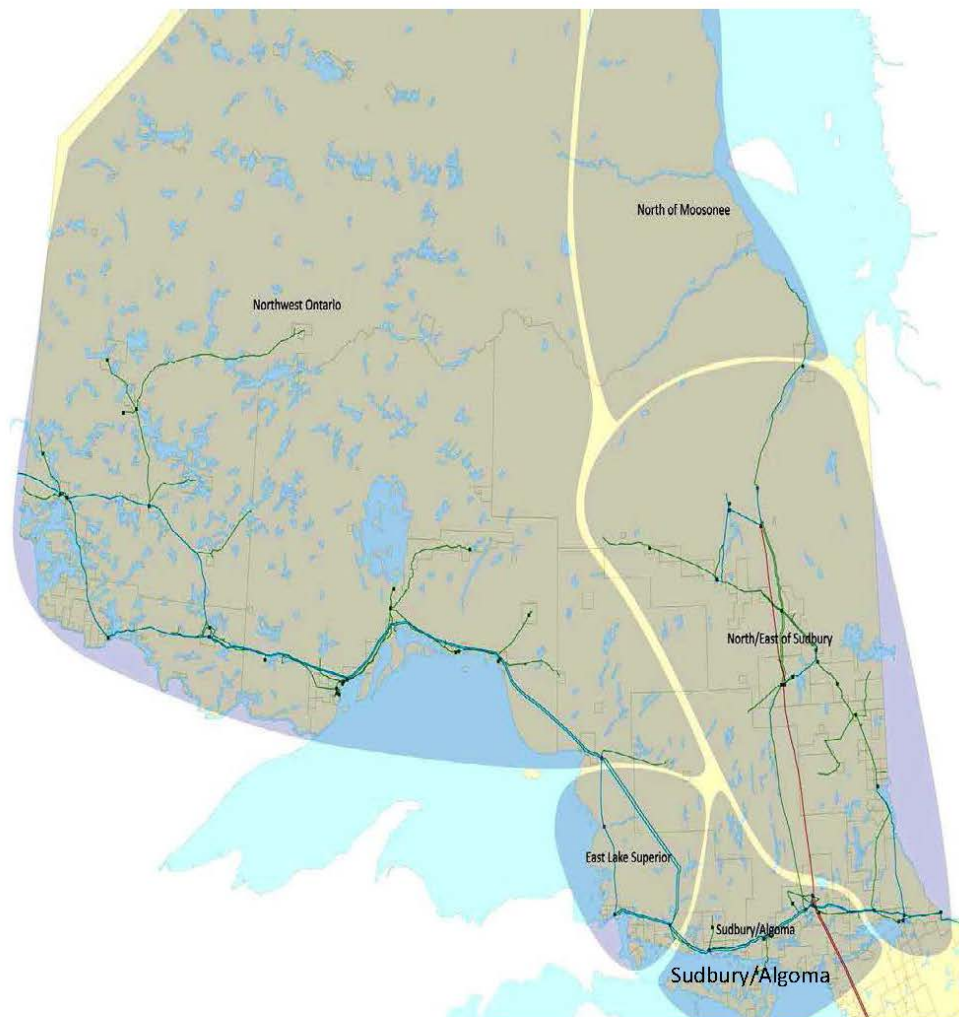 North of Moosonee
Northwest Ontario
North/East of Sudbury
East Lake Superior
Sudbury/Algoma
Sudbury/Algoma